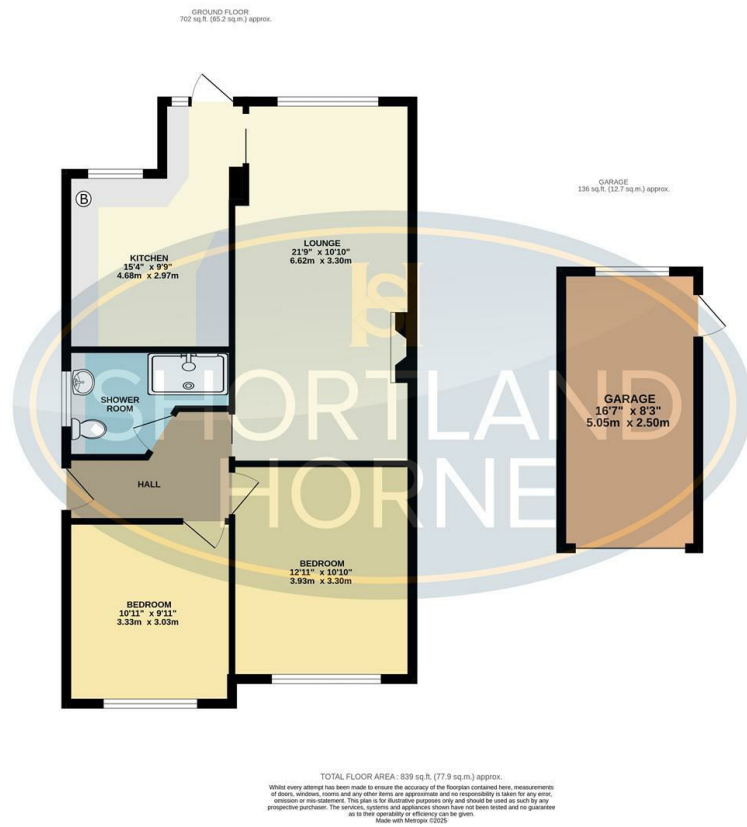 GROUND FLOOR
702 sq.ft. (65.2 sq.m.) approx.
GARAGE
136 sq.ft. (12.7 sq.m.) approx.
B
KITCHEN
15'4" x 9'9"
4.68m x 2.97m
LOUNGE
21'9" x 10'10"
6.62m x 3.30m
SH
SHORTLAND
HORNE
SHOWER
ROOM
HALL
GARAGE
16'7" x 8'3"
5.05m x 2.50m
BEDROOM
12'11" x 10'10"
3.93m x 3.30m
BEDROOM
10'11" x 9'11"
3.33m x 3.03m
TOTAL FLOOR AREA : 839 sq.ft. (77.9 sq.m.) approx.
Whilst every attempt has been made to ensure the accuracy of the floorplan contained here, measurements
of doors, windows, rooms and any other items are approximate and no responsibility is taken for any error,
omission or mis-statement. This plan is for illustrative purposes only and should be used as such by any
prospective purchaser. The services, systems and appliances shown have not been tested and no guarantee
as to their operability or efficiency can be given.
Made with Metropix ©2025